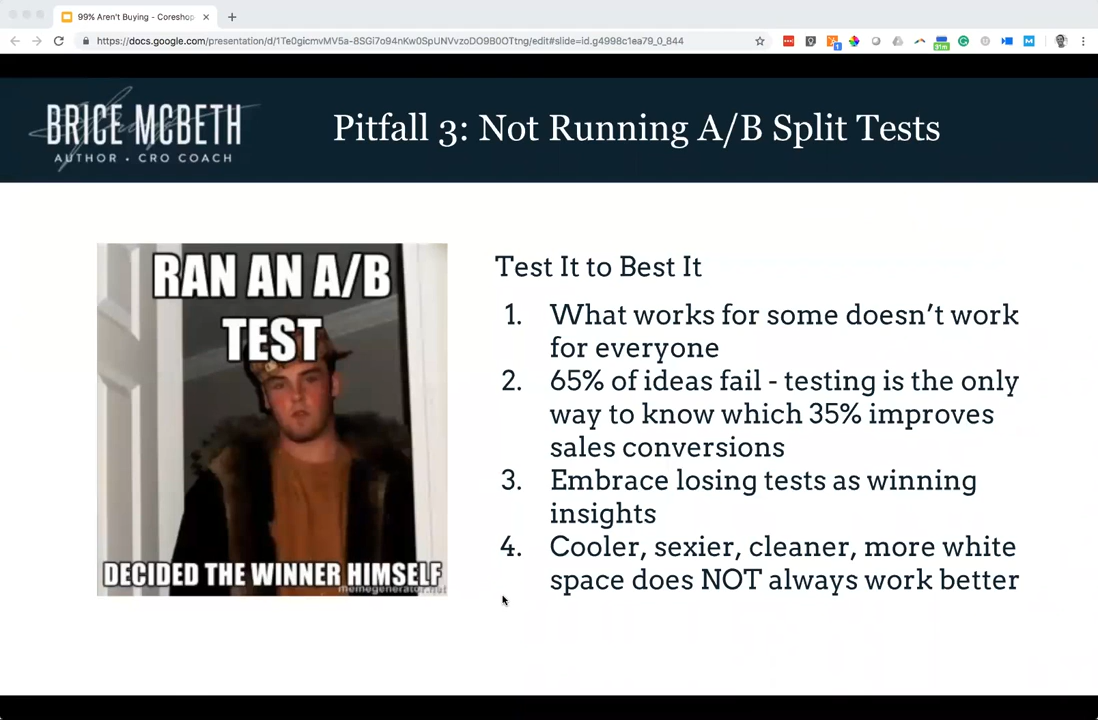 99% Aren't Buying - Coreshop
https://docs.google.com/presentation/d/1Te0gicmvMV5a-8SGi7o94nKw0SpUNVvzoDO9B0OTtng/edit#slide=id.g4998c1ea79_0_844
1
31m
BRICE MCBETH
AUTHOR • CRO COACH
Pitfall 3: Not Running A/B Split Tests
RAN AN A/B
TEST
DECIDED THE WINNER HIMSELF
memegenerator.net
Test It to Best It
1. What works for some doesn’t work
for everyone
2. 65% of ideas fail - testing is the only
way to know which 35% improves
sales conversions
3. Embrace losing tests as winning
insights
4. Cooler, sexier, cleaner, more white
space does NOT always work better